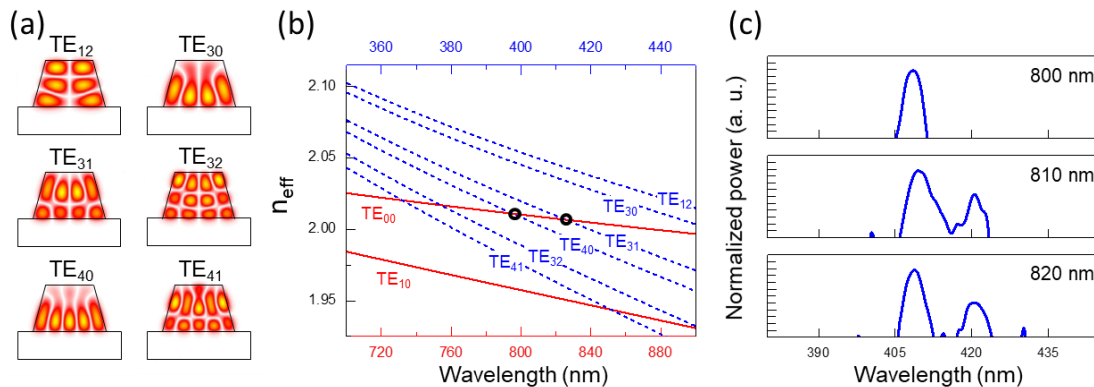 (a)
TE12
TE30
TE31
TE32
TE40
TE41
(b)
360 380 400 420 440
2.10
2.05
2.00
1.95
neff
TE00
TE10
TE12
TE30
TE31
TE40
TE32
TE41
720 760 800 840 880
Wavelength (nm)
(c)
Normalized power (a. u.)
800 nm
810 nm
820 nm
390 405 420 435
Wavelength (nm)